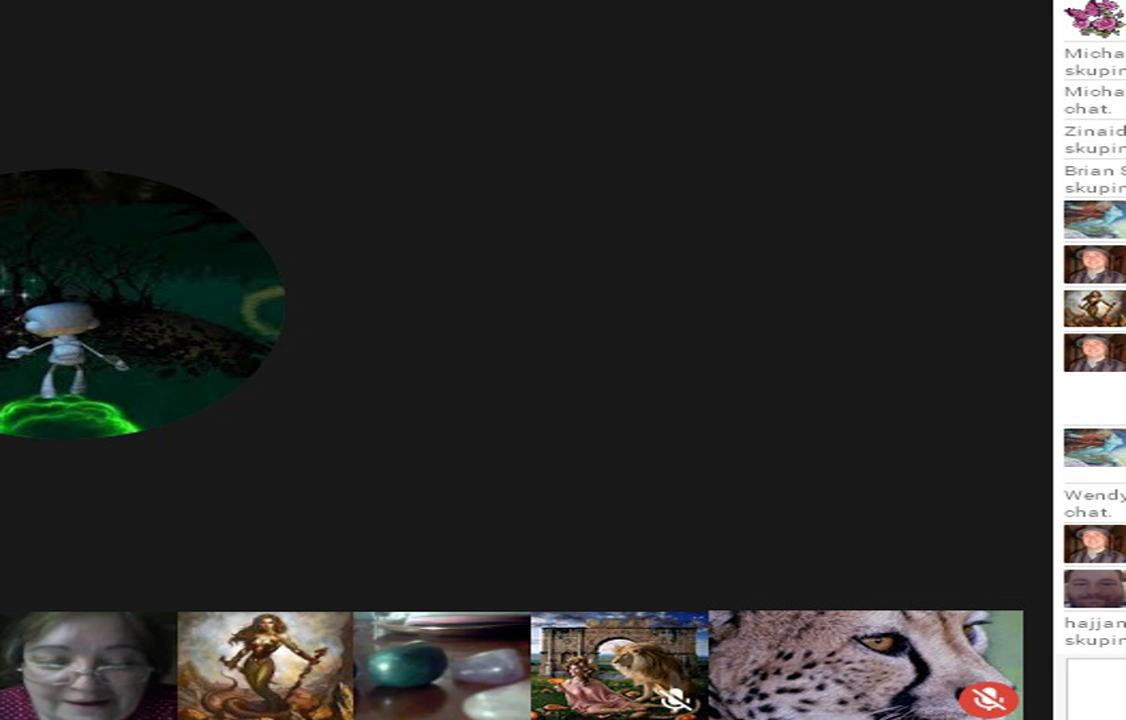 Micha
skupin
Micha
chat.
Zinaid
skupin
Brian S
skupin
Wendy
chat.
hajjan
skupin